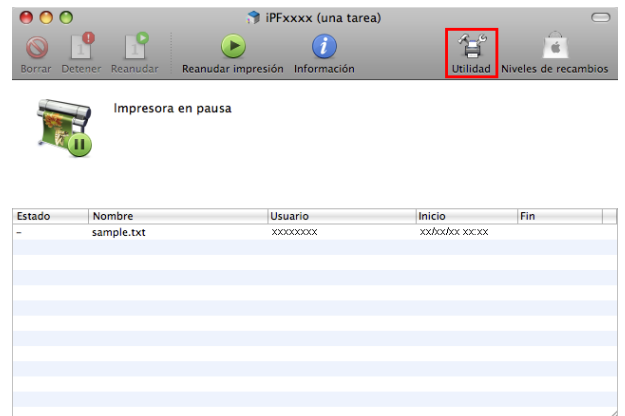 iPFxxxx (una tarea)
Borrar Detener Reanudar Reanudar impresión Información Utilidad Niveles de recambios
Impresora en pausa
Estado Nombre Usuario Inicio Fin
- sample.txt xxxxxxxx xx/xx/xx xx:xx